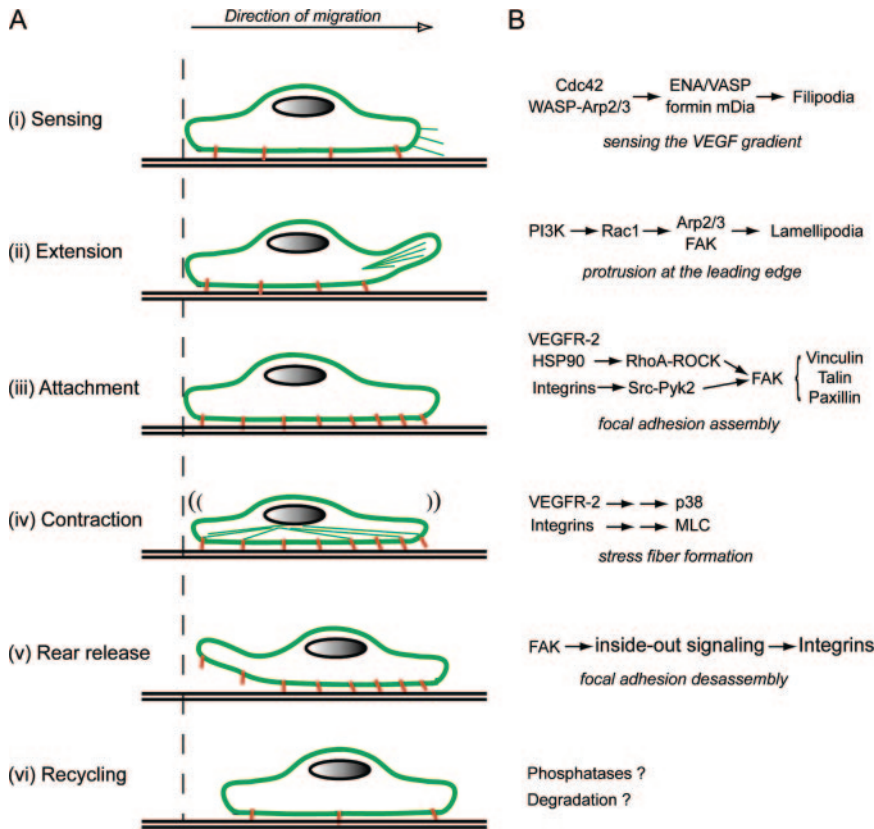 A
Direction of migration
B
(i) Sensing
Cdc42
WASP-Arp2/3
ENA/VASP
formin mDia
Filipodia
sensing the VEGF gradient
(ii) Extension
PI3K
Rac1
Arp2/3
FAK
Lamellipodia
protrusion at the leading edge
(iii) Attachment
VEGFR-2
HSP90
RhoA-ROCK
Integrins
Src-Pyk2
FAK
Vinculin
Talin
Paxillin
focal adhesion assembly
(iv) Contraction
VEGFR-2
p38
Integrins
MLC
stress fiber formation
(v) Rear release
FAK
inside-out signaling
Integrins
focal adhesion desassembly
(vi) Recycling
Phosphatases ?
Degradation ?